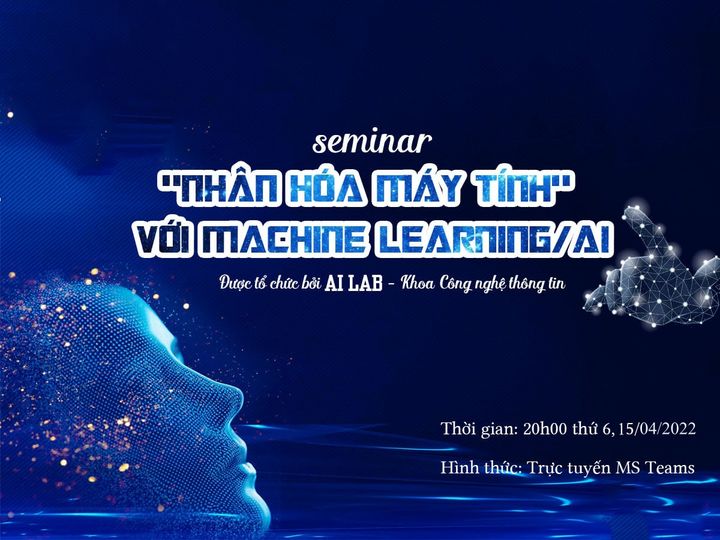 seminar
"NHÂN HÓA MÁY TÍNH"
VỚI MACHINE LEARNING/AI
Được tổ chức bởi AI LAB - Khoa Công nghệ thông tin
Thời gian: 20h00 thứ 6, 15/04/2022
Hình thức: Trực tuyến MS Teams